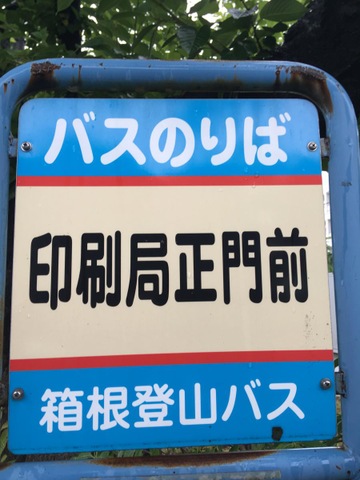 バスのりば
印刷局正門前
箱根登山バス